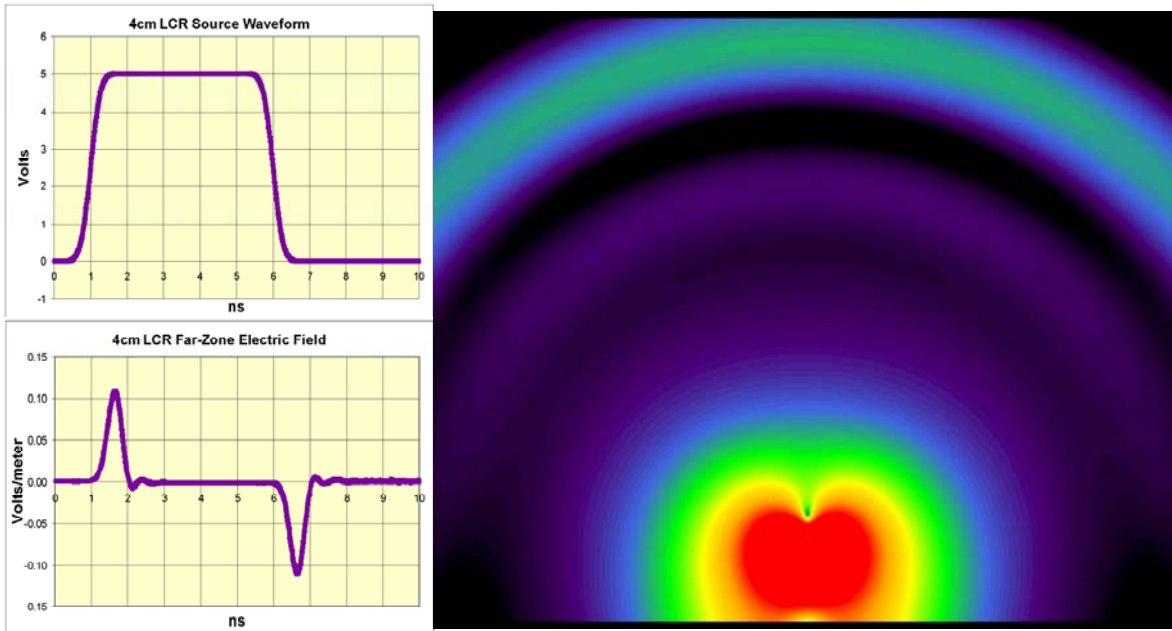 4cm LCR Source Waveform
6
5
4
3
2
1
0
-1
Volts
0 1 2 3 4 5 6 7 8 9 10
ns
4cm LCR Far-Zone Electric Field
0.15
0.10
0.05
0.00
-0.05
-0.10
0.15
Volts/meter
0 1 2 3 4 5 6 7 8 9 10
ns